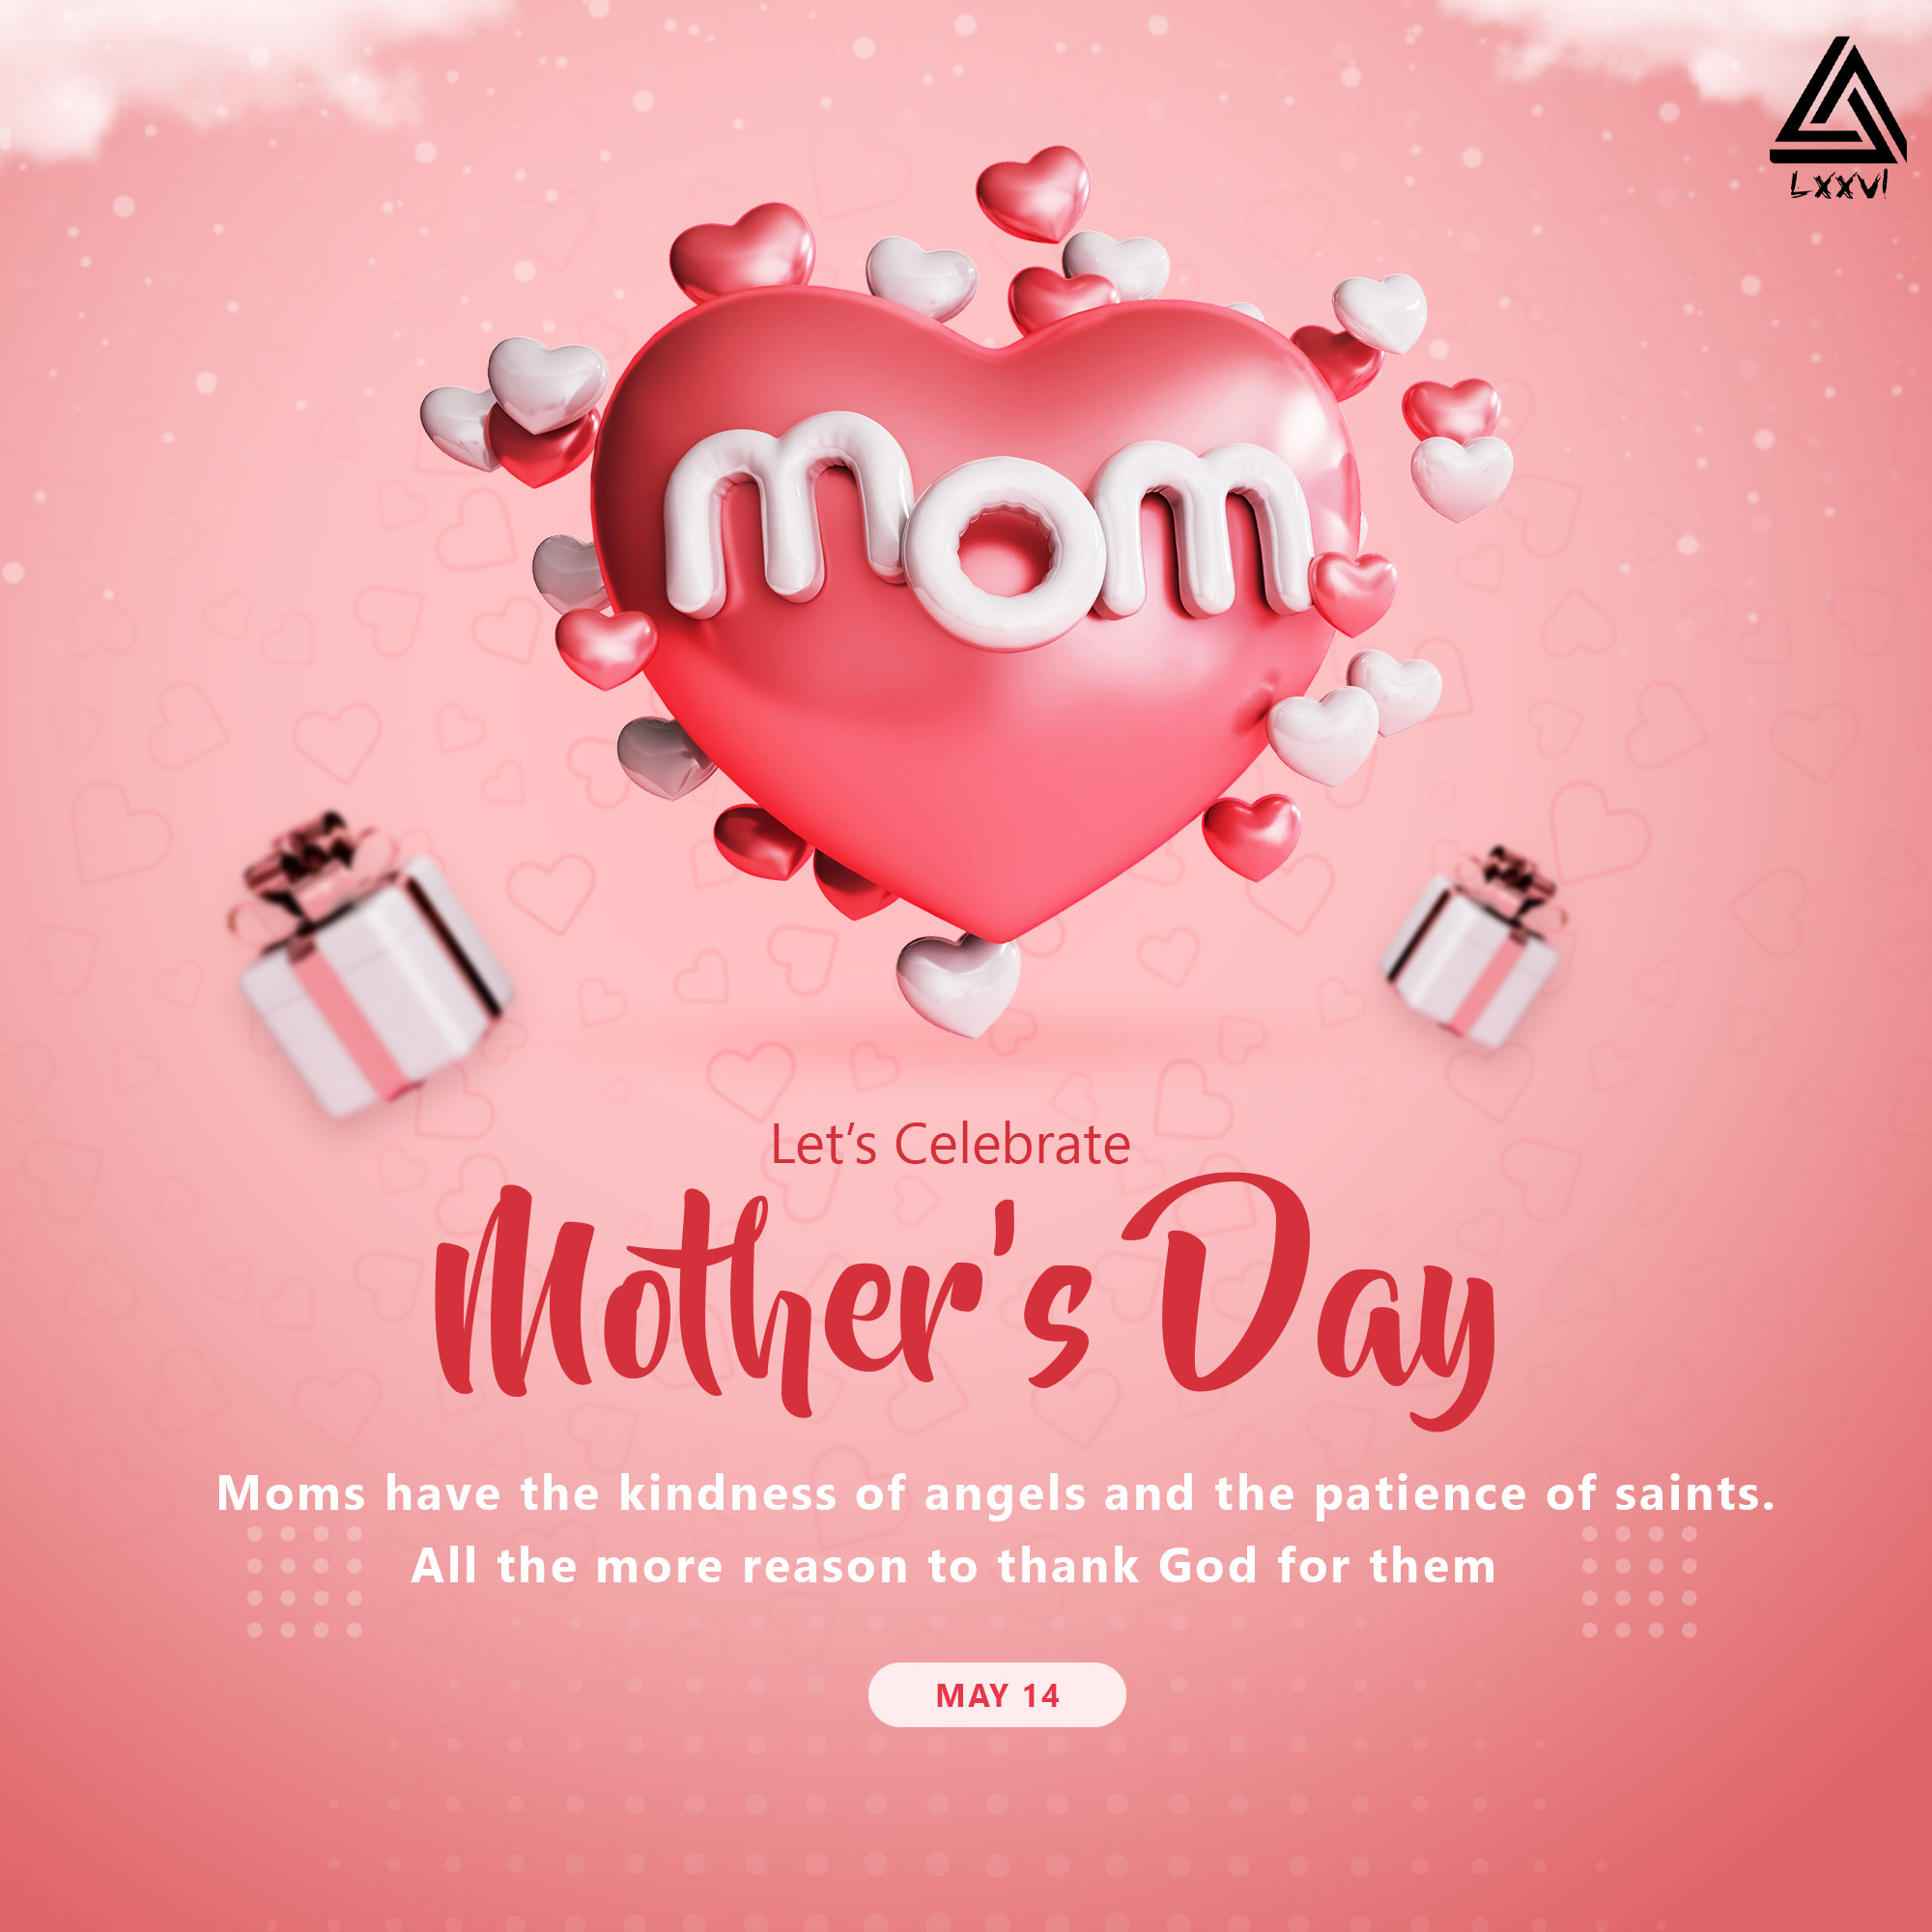 Lxxvi
mom
Let’s Celebrate
Mother's Day
Moms have the kindness of angels and the patience of saints.
All the more reason to thank God for them
MAY 14